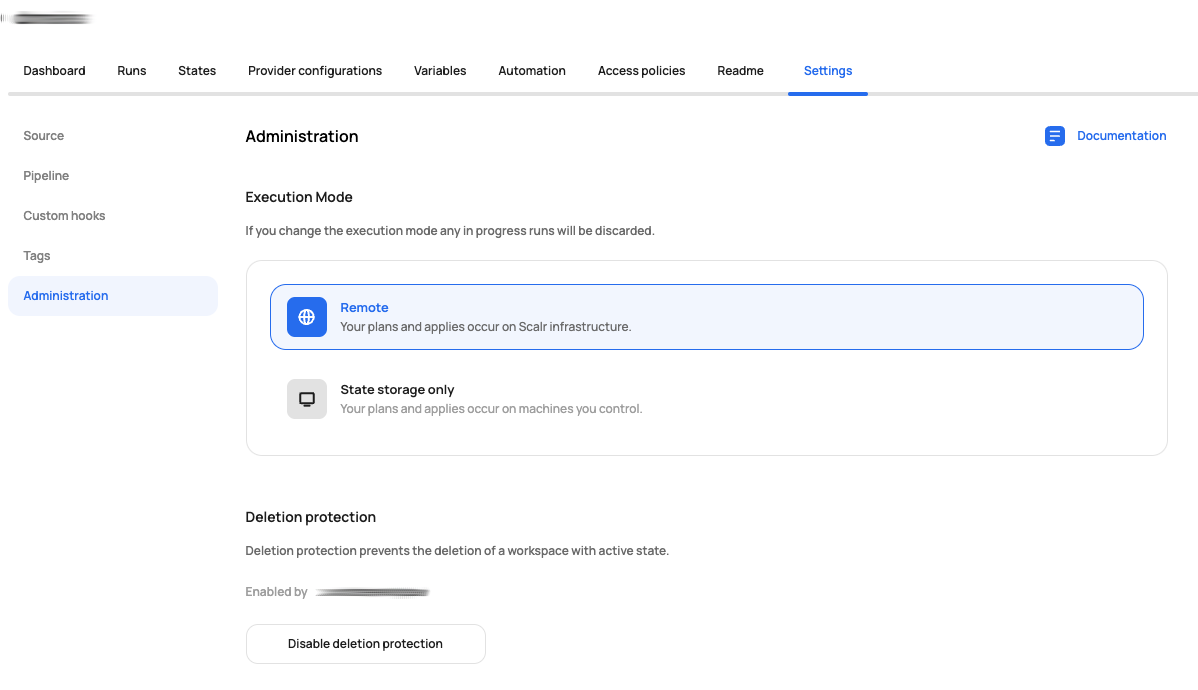 Dashboard Runs States Provider configurations Variables Automation Access policies Readme Settings
Source
Pipeline
Custom hooks
Tags
Administration
Administration
Documentation
Execution Mode
If you change the execution mode any in progress runs will be discarded.
Remote
Your plans and applies occur on Scalr infrastructure.
State storage only
Your plans and applies occur on machines you control.
Deletion protection
Deletion protection prevents the deletion of a workspace with active state.
Enabled by
Disable deletion protection